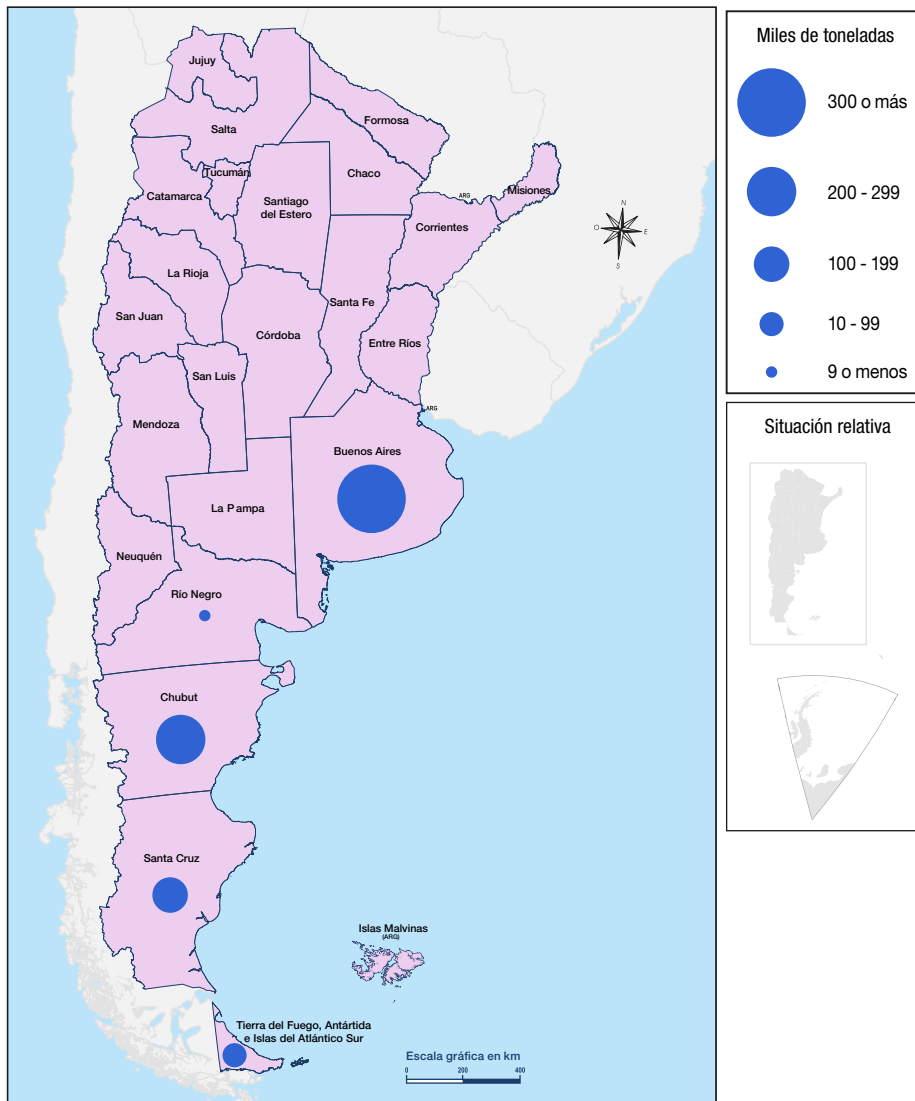 Jujuy
Formosa
Salta
Chaco
Tucumán
Misiones
Catamarca
Santiago
del Estero
ARG
Corrientes
N
O
E
S
La Rioja
Santa Fe
San Juan
Córdoba
Entre Ríos
San Luis
ARG
Mendoza
Buenos Aires
La Pampa
Neuquén
Río Negro
Chubut
Santa Cruz
Islas Malvinas
(ARG)
Tierra del Fuego, Antártida
e Islas del Atlántico Sur
Escala gráfica en km
0 200 400
Miles de toneladas
300 o más
200 - 299
100 - 199
10 - 99
9 o menos
Situación relativa